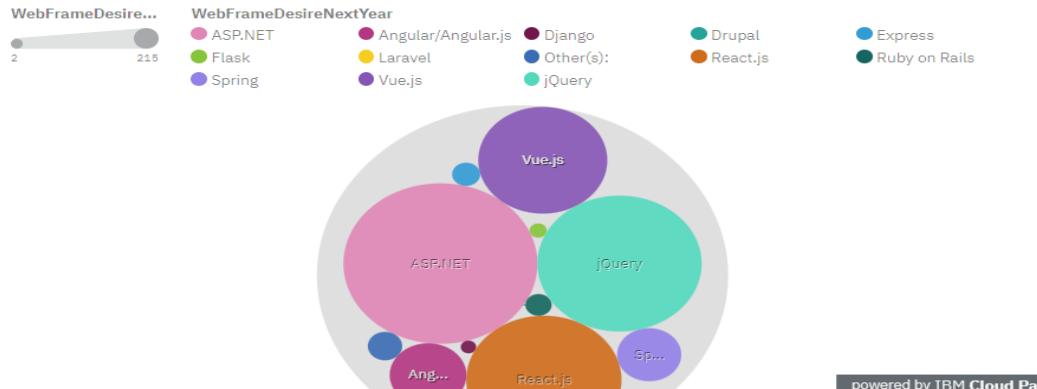 WebFrameDesire... WebFrameDesireNextYear
ASP.NET Angular/Angular.js Django Drupal Express
2 215 Flask Laravel Other(s): React.js Ruby on Rails
Spring Vue.js jQuery
Vue.js
ASP.NET jQuery
Sp...
Ang... React.js
powered by IBM Cloud Pa